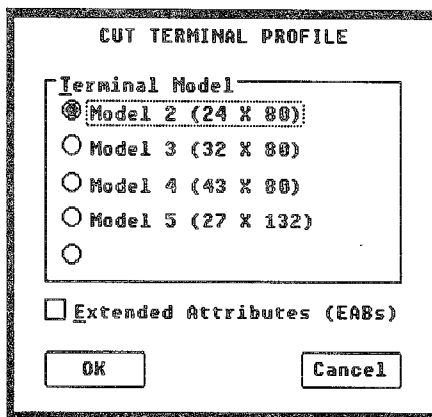 CUT TERMINAL PROFILE
Terminal Model
Model 2 (24 X 80)
Model 3 (32 X 80)
Model 4 (43 X 80)
Model 5 (27 X 132)
Extended Attributes (EABs)
OK
Cancel